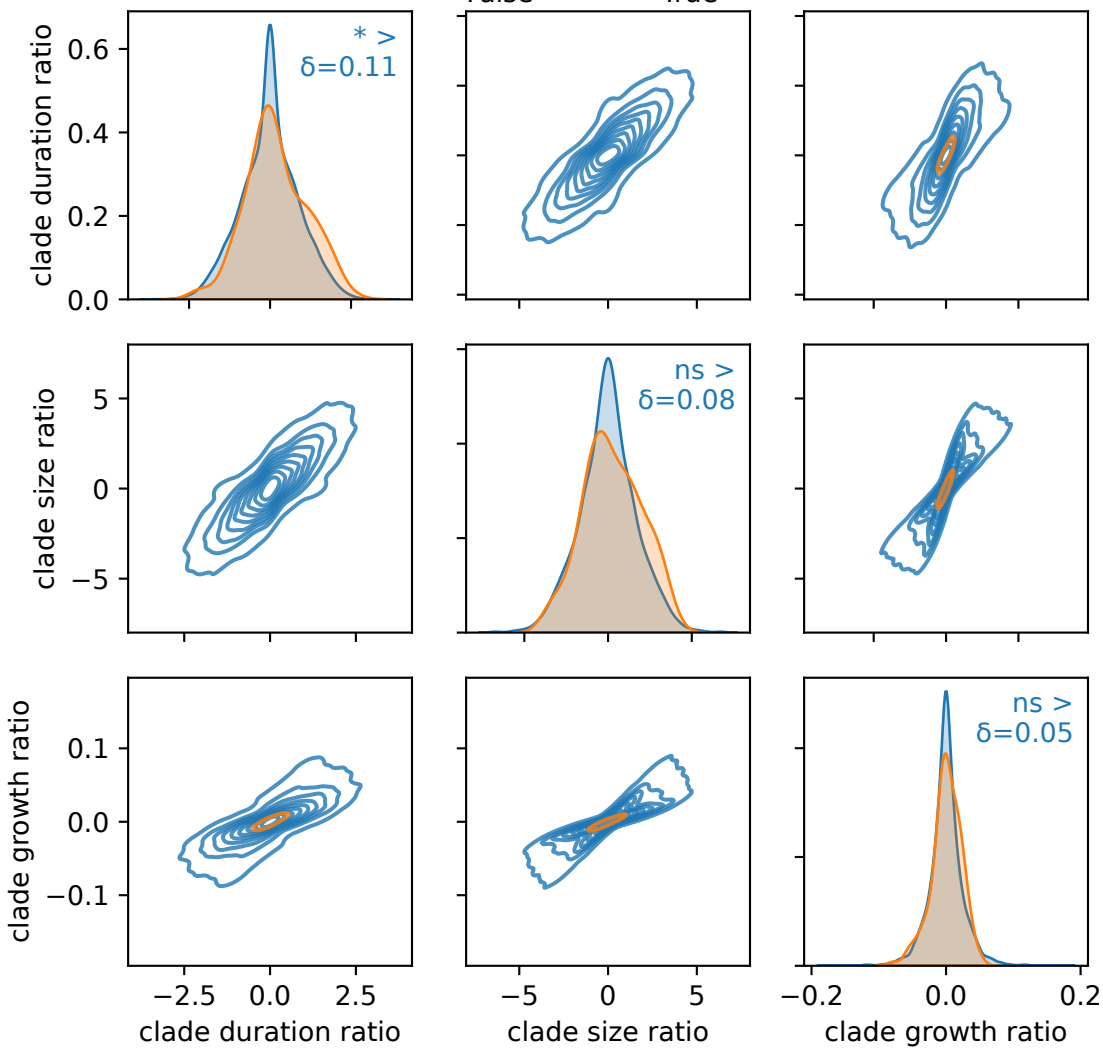 False True
clade duration ratio
0.6
0.4
0.2
0.0
* >
δ=0.11
clade size ratio
5
0
−5
ns >
δ=0.08
clade growth ratio
0.1
0.0
−0.1
ns >
δ=0.05
−2.5 0.0 2.5
−5 0 5
−0.2 0.0 0.2
clade duration ratio
clade size ratio
clade growth ratio